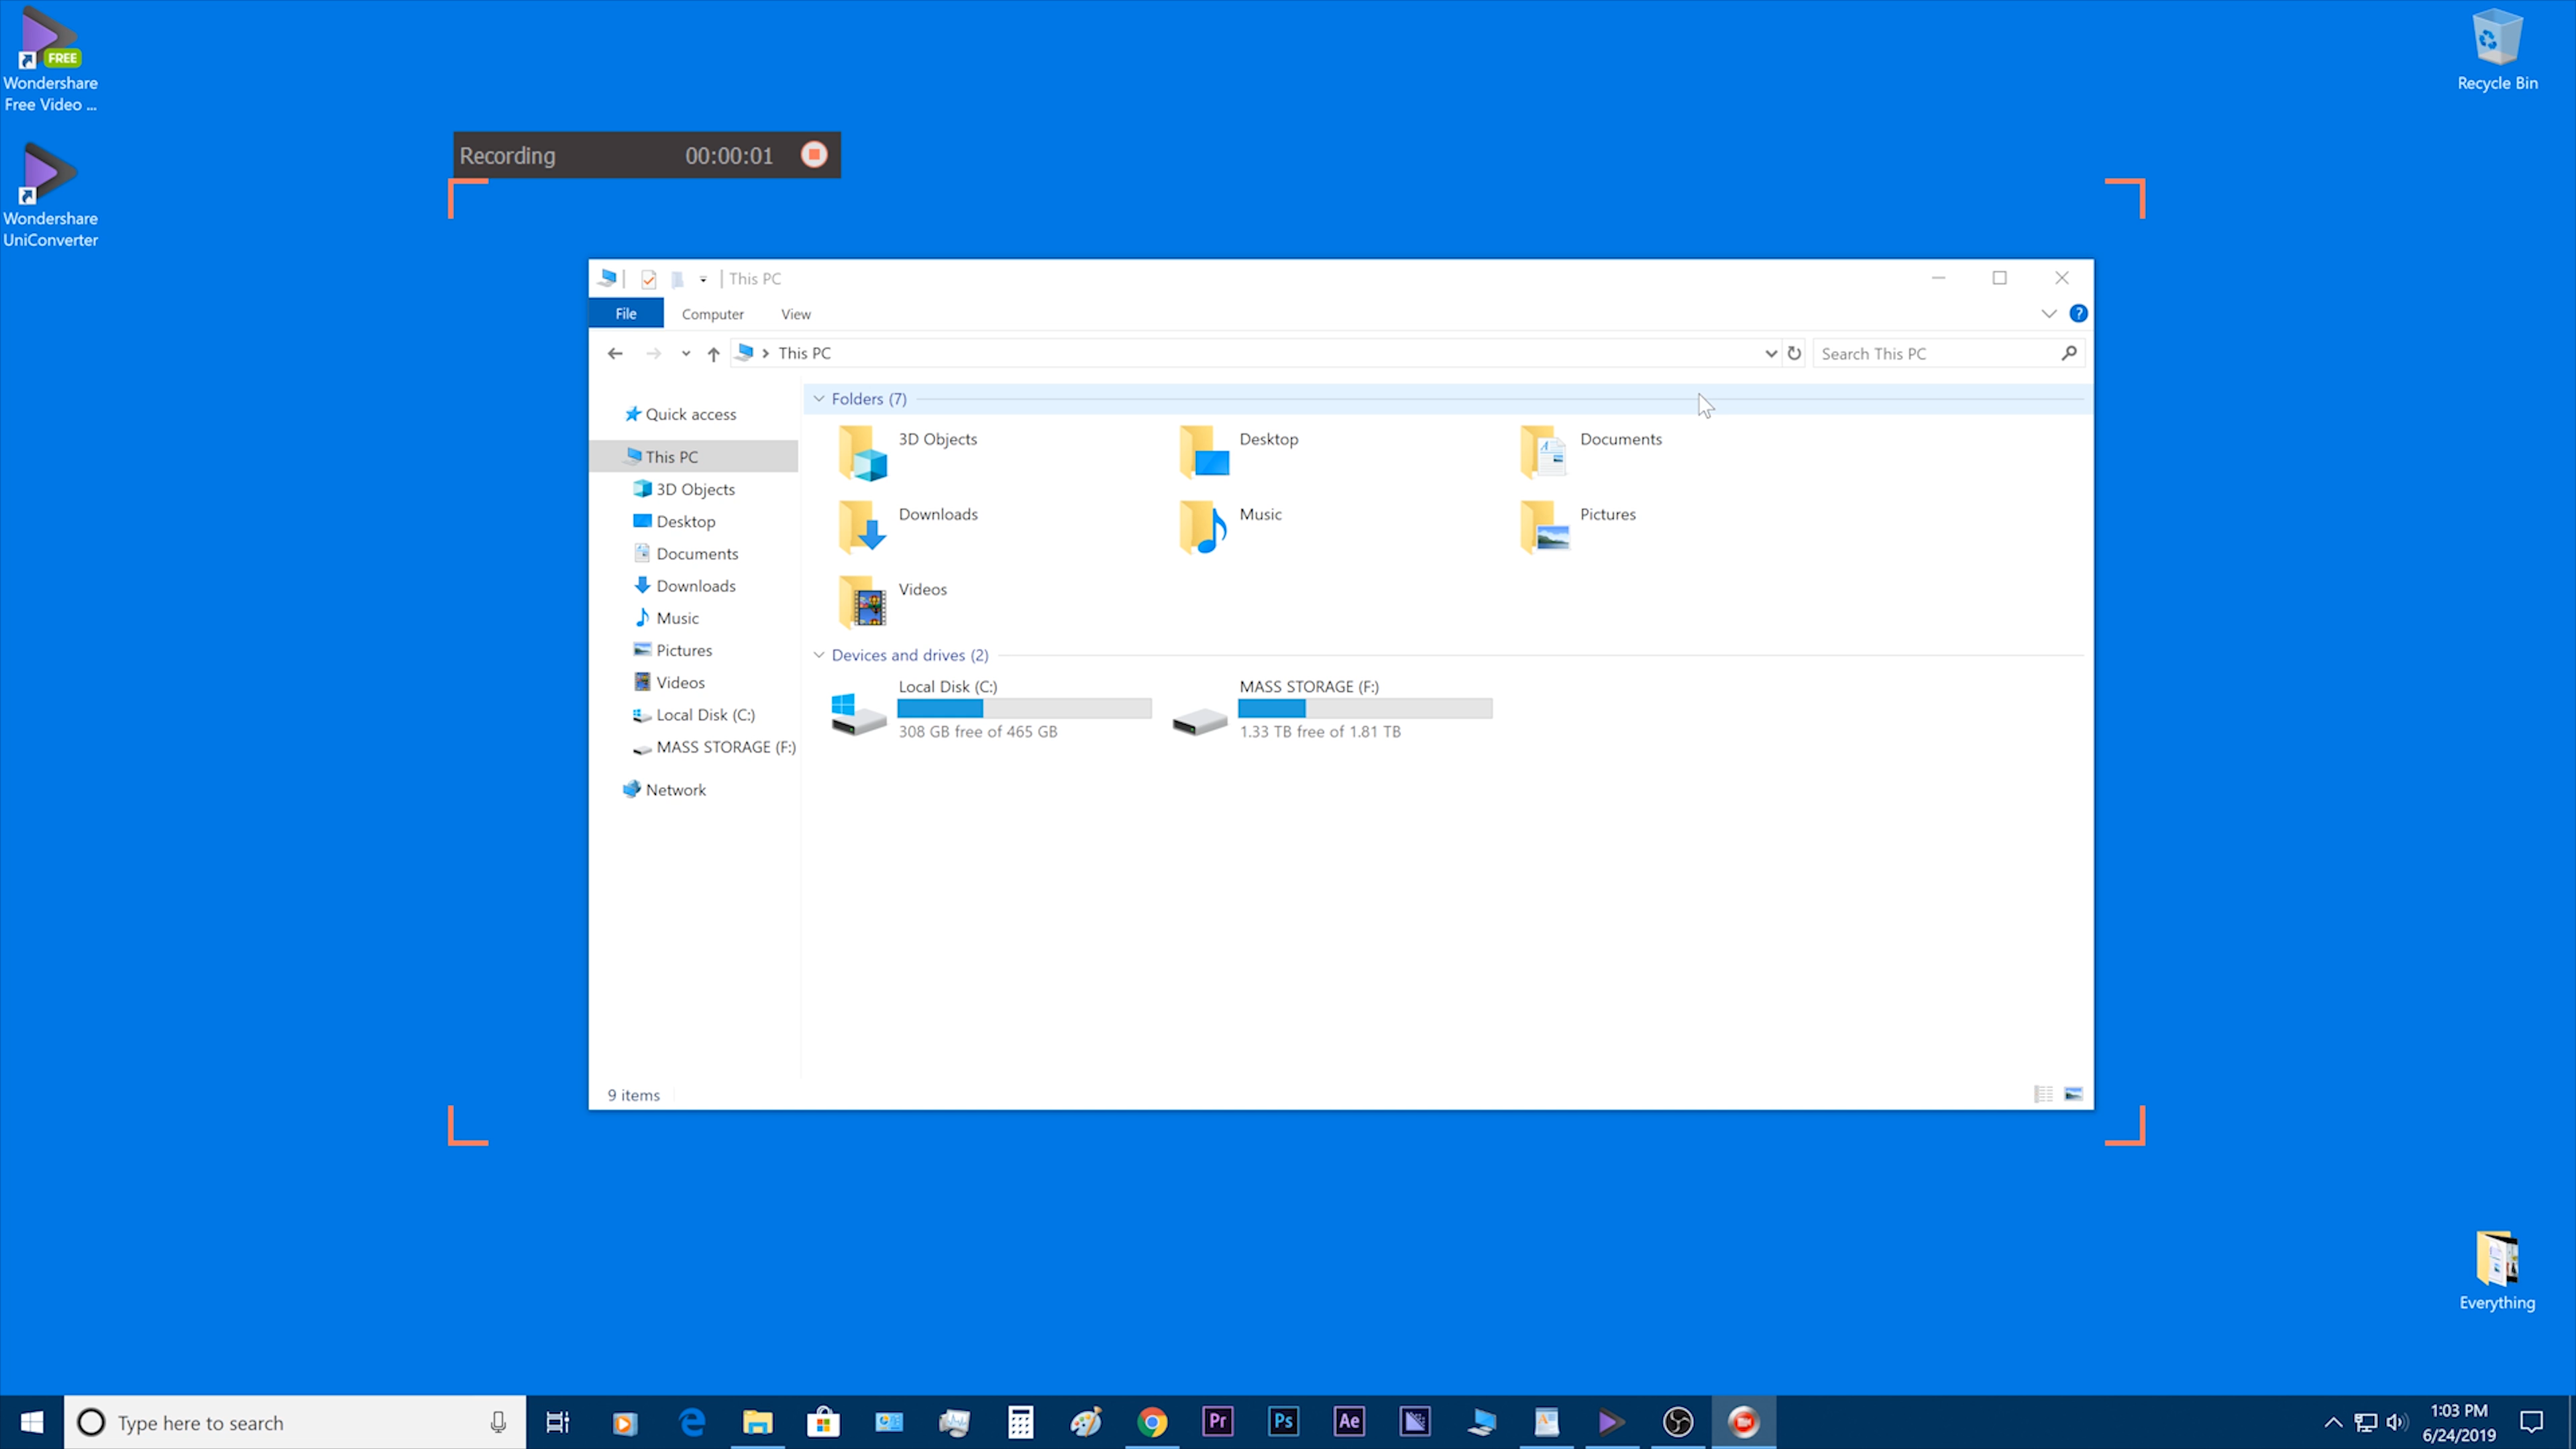 Wondershare
Free Video ...
FREE
Wondershare
UniConverter
Recycle Bin
Recording 00:00:01
This PC
File Computer View
This PC
Search This PC
Quick access
This PC
3D Objects
Desktop
Documents
Downloads
Music
Pictures
Videos
Local Disk (C:)
MASS STORAGE (F:)
Network
Folders (7)
3D Objects
Desktop
Documents
Downloads
Music
Pictures
Videos
Devices and drives (2)
Local Disk (C:)
308 GB free of 465 GB
MASS STORAGE (F:)
1.33 TB free of 1.81 TB
9 items
Everything
Type here to search
Pr
Ps
Ae
1:03 PM
6/24/2019